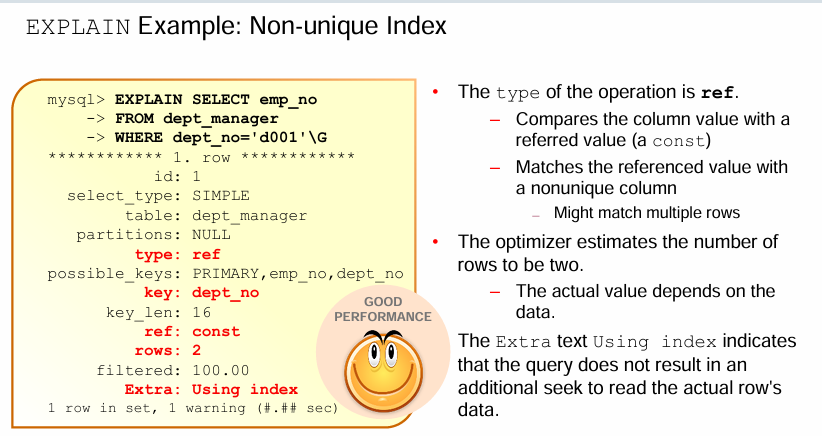 EXPLAIN Example: Non-unique Index
mysql> EXPLAIN SELECT emp_no
-> FROM dept_manager
-> WHERE dept_no='d001'\G
************ 1. row ************
id: 1
select_type: SIMPLE
table: dept_manager
partitions: NULL
type: ref
possible_keys: PRIMARY,emp_no,dept_no
key: dept_no
key_len: 16
ref: const
rows: 2
filtered: 100.00
Extra: Using index
1 row in set, 1 warning (#.## sec)
GOOD
PERFORMANCE
• The type of the operation is ref.
– Compares the column value with a
referred value (a const)
– Matches the referenced value with
a nonunique column
– Might match multiple rows
• The optimizer estimates the number of
rows to be two.
– The actual value depends on the
data.
The Extra text Using index indicates
that the query does not result in an
additional seek to read the actual row's
data.